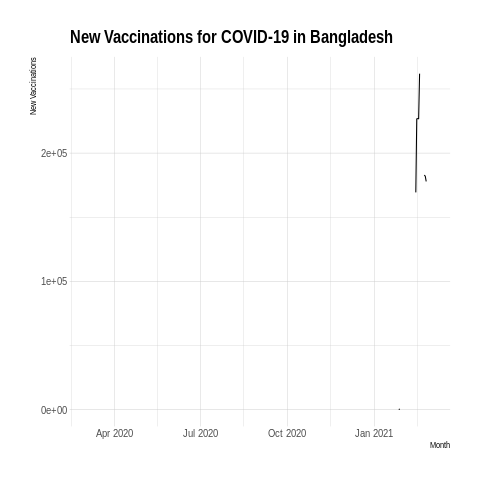 New Vaccinations for COVID-19 in Bangladesh
New Vaccinations
2e+05
1e+05
0e+00
Apr 2020
Jul 2020
Oct 2020
Jan 2021
Month